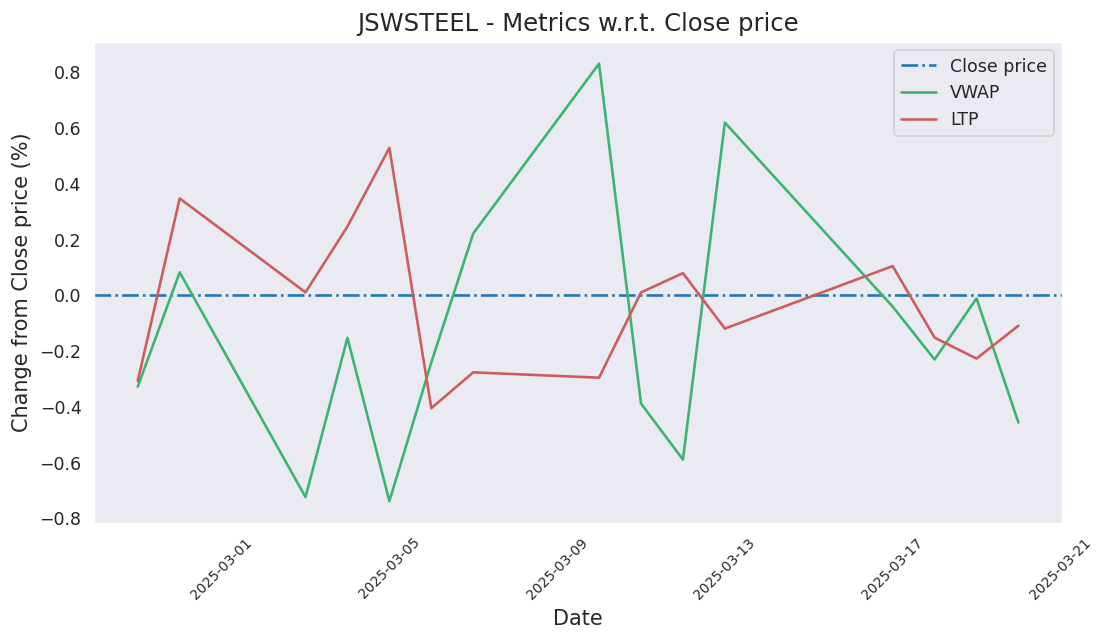 JSWSTEEL - Metrics w.r.t. Close price
Close price
VWAP
LTP
Change from Close price (%)
0.8
0.6
0.4
0.2
0.0
−0.2
−0.4
−0.6
−0.8
2025-03-01
2025-03-05
2025-03-09
2025-03-13
2025-03-17
2025-03-21
Date